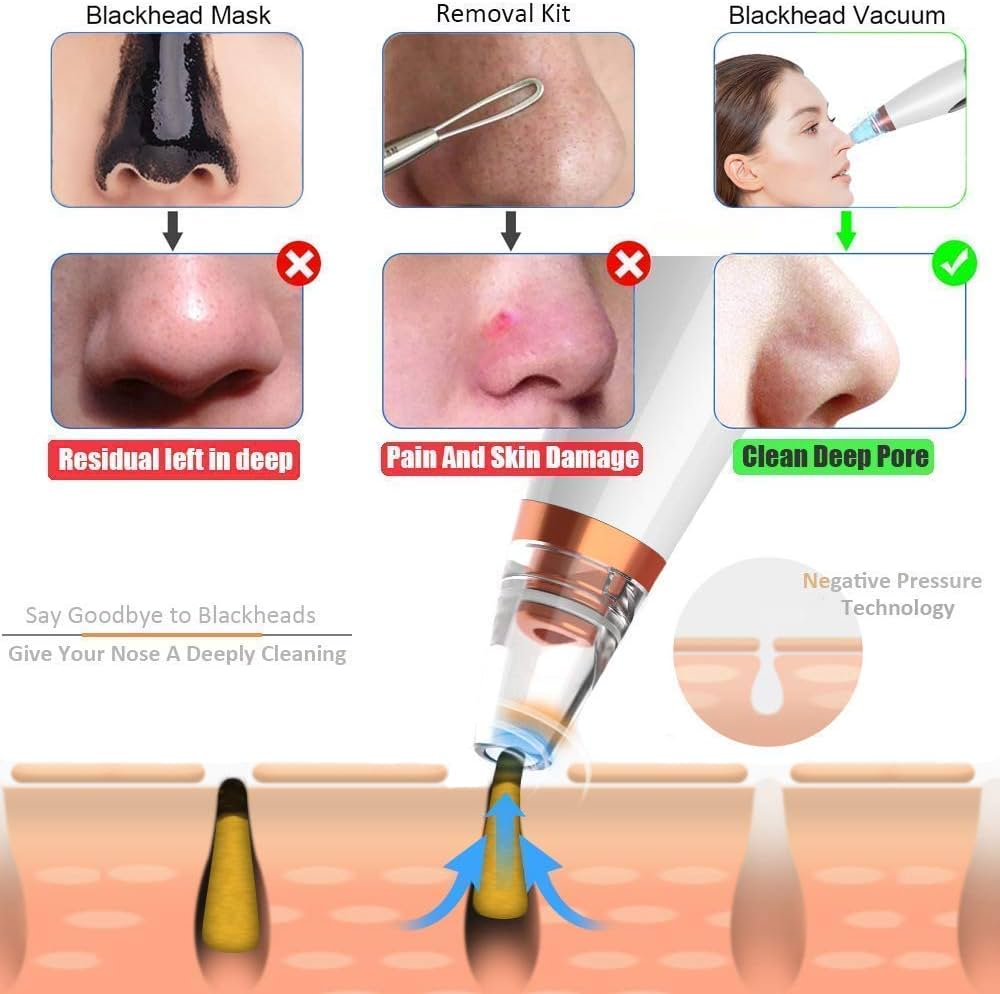 Blackhead Mask
Removal Kit
Blackhead Vacuum
Residual left in deep
Pain And Skin Damage
Clean Deep Pore
Say Goodbye to Blackheads
Give Your Nose A Deeply Cleaning
Negative Pressure
Technology